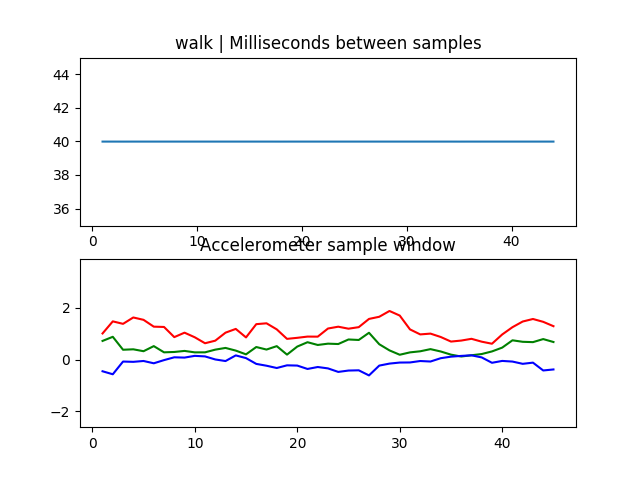 walk | Milliseconds between samples
44
42
40
38
36
0 10 20 30 40
Accelerometer sample window
2
0
−2
0 10 20 30 40